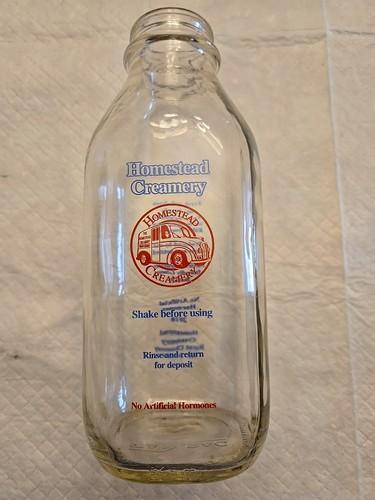 Homestead
Creamery
HOMESTEAD
CREAMERY
Shake before using
Rinse and return
for deposit
No Artificial Hormones